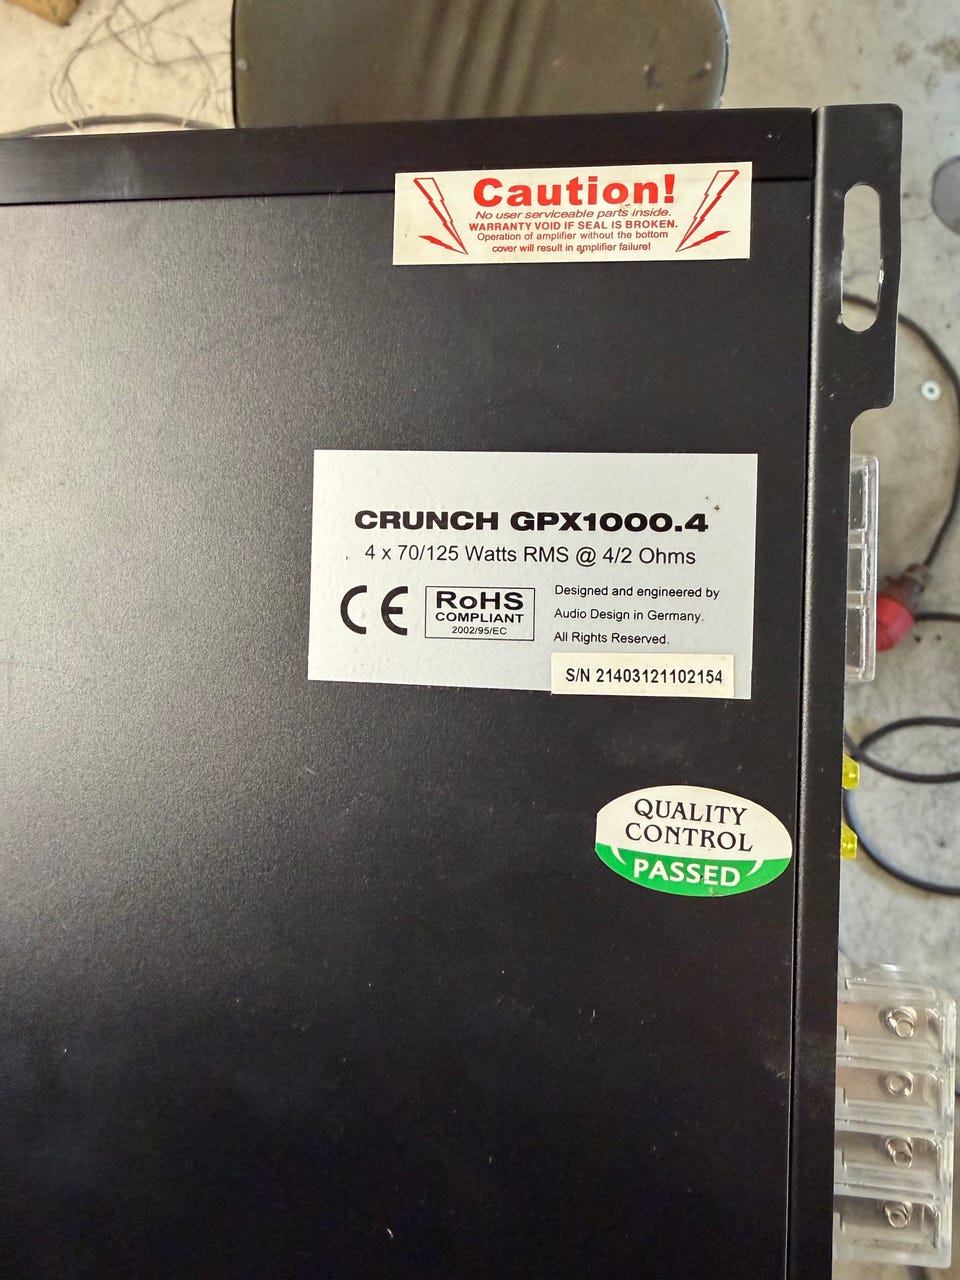 Caution!
No user serviceable parts inside.
WARRANTY VOID IF SEAL IS BROKEN.
Operation of amplifier without the bottom
cover will result in amplifier failure!
CRUNCH GPX1000.4
4 x 70/125 Watts RMS @ 4/2 Ohms
CE
RoHS
COMPLIANT
2002/95/EC
Designed and engineered by
Audio Design in Germany.
All Rights Reserved.
S/N 21403121102154
QUALITY
CONTROL
PASSED